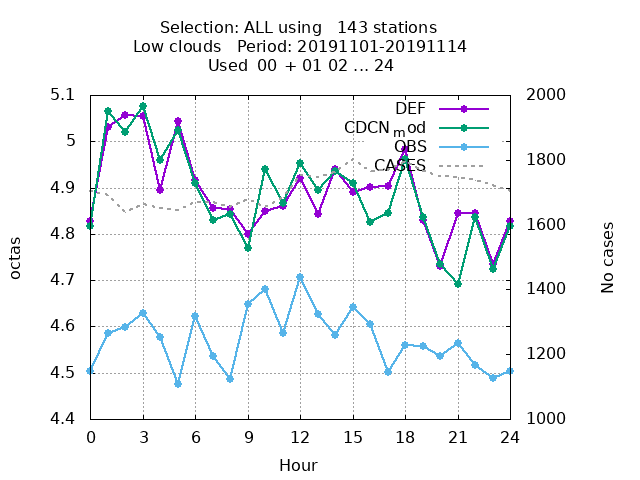 Selection: ALL using   143 stations
Low clouds   Period: 20191101-20191114
Used  00 + 01 02 ... 24
5.1
5
4.9
4.8
4.7
4.6
4.5
4.4
octas
DEF
CDCN_mod
OBS
CASES
2000
1800
1600
1400
1200
1000
No cases
0 3 6 9 12 15 18 21 24
Hour